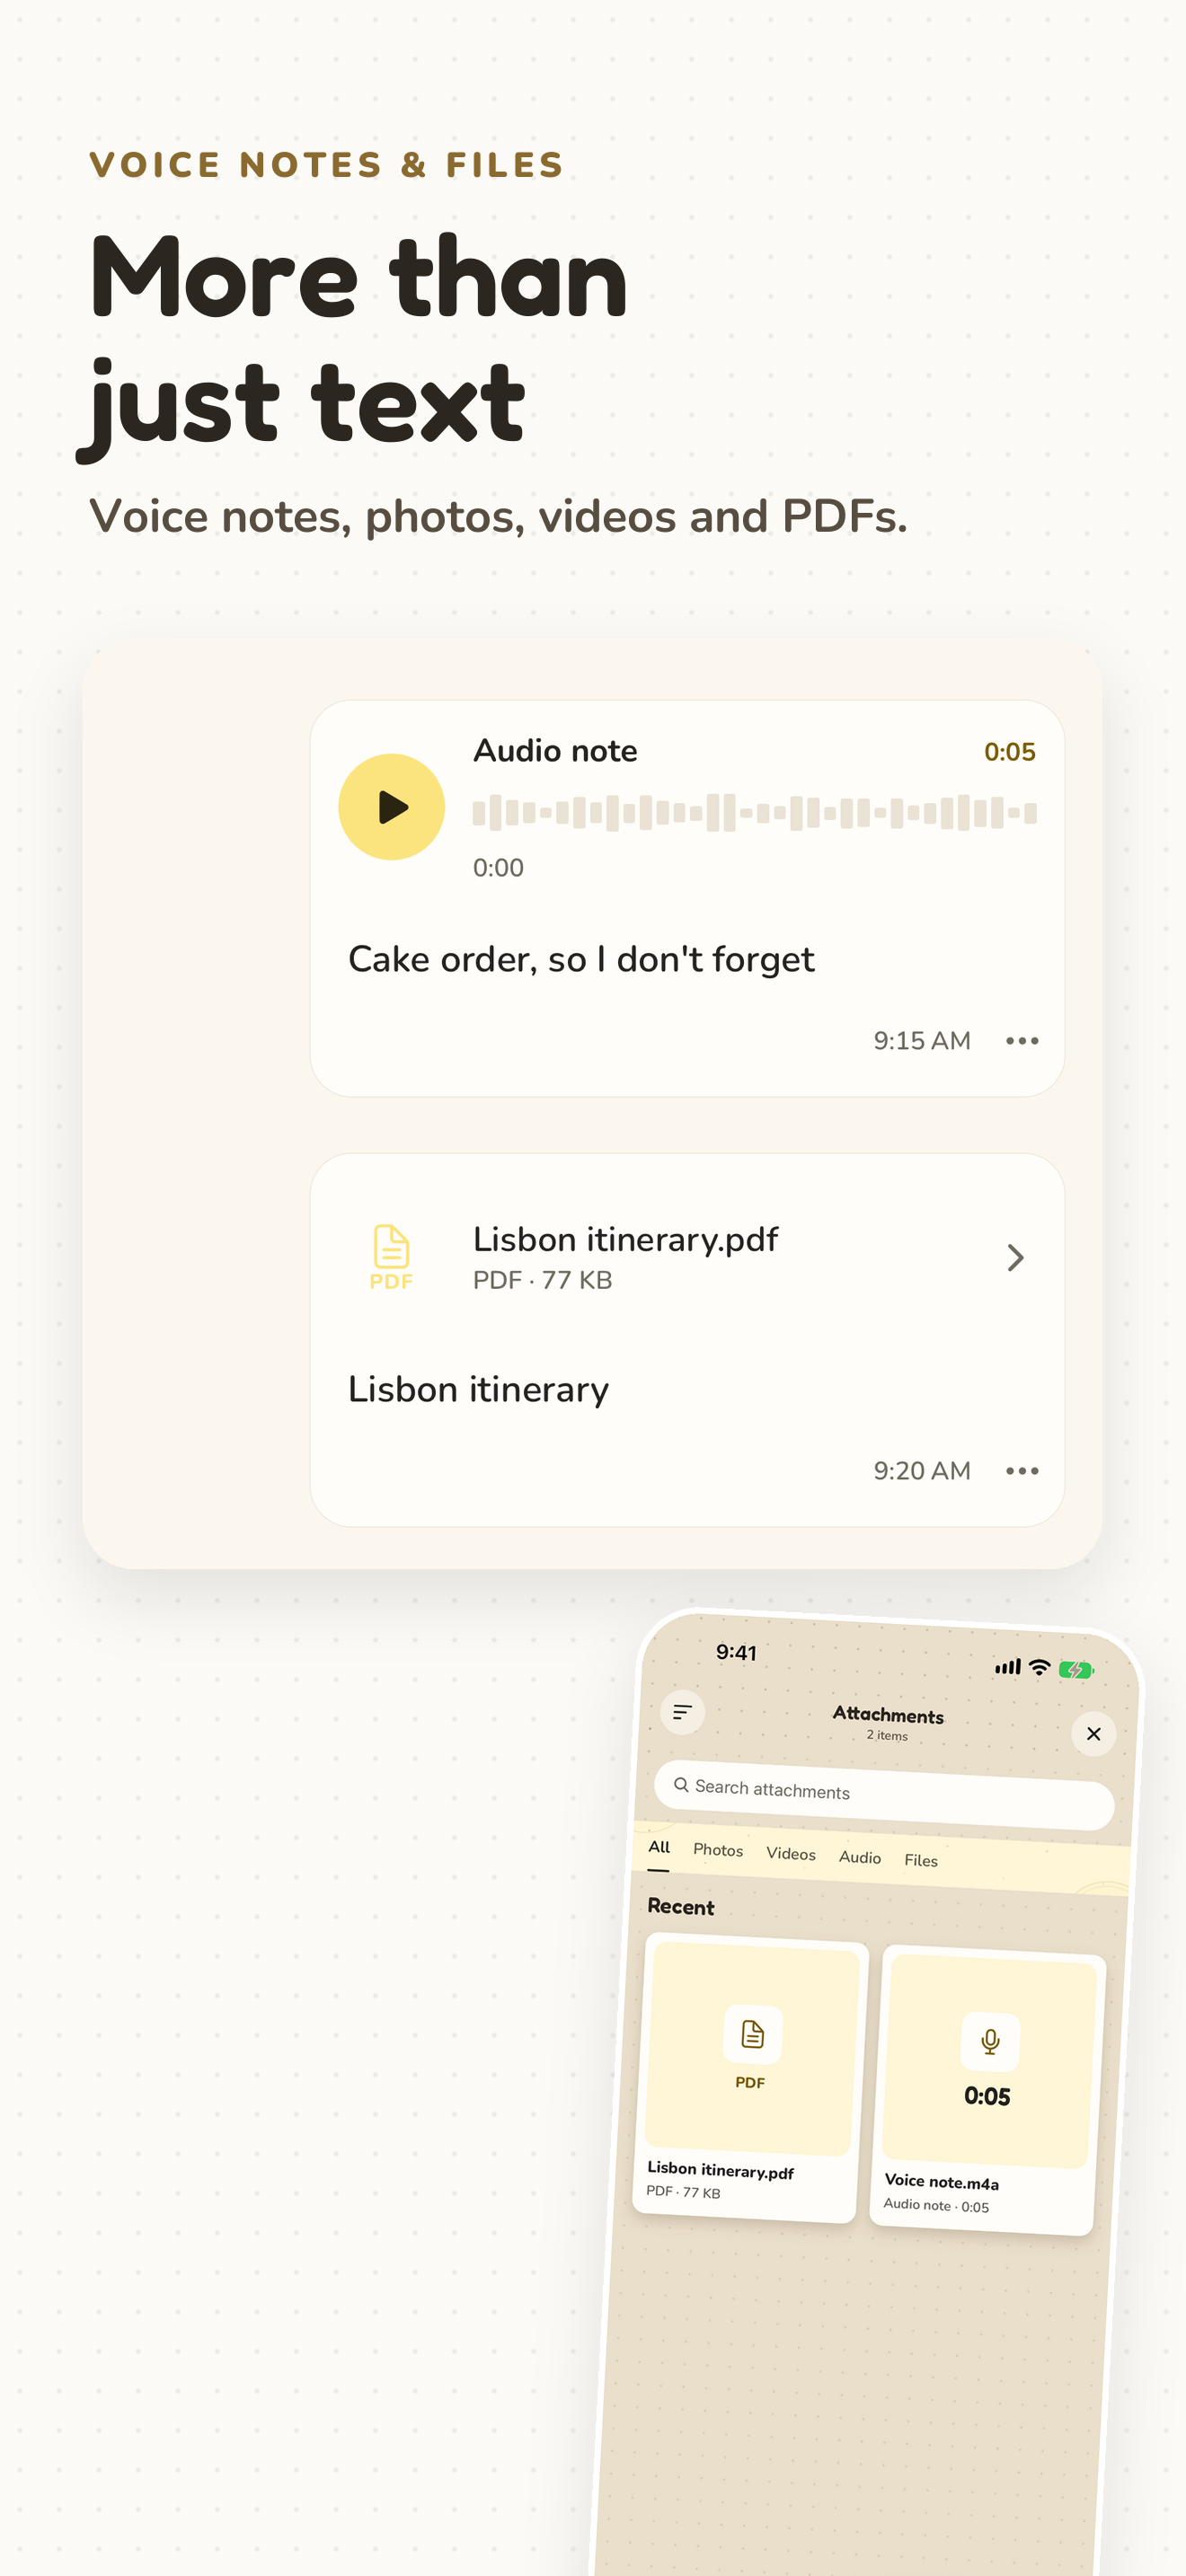 VOICE NOTES & FILES
More than
just text
Voice notes, photos, videos and PDFs.
Audio note 0:05
0:00
Cake order, so I don't forget
9:15 AM
PDF
Lisbon itinerary.pdf
PDF · 77 KB
Lisbon itinerary
9:20 AM
9:41
Attachments
2 items
Search attachments
All Photos Videos Audio Files
Recent
PDF
Lisbon itinerary.pdf
PDF · 77 KB
0:05
Voice note.m4a
Audio note · 0:05